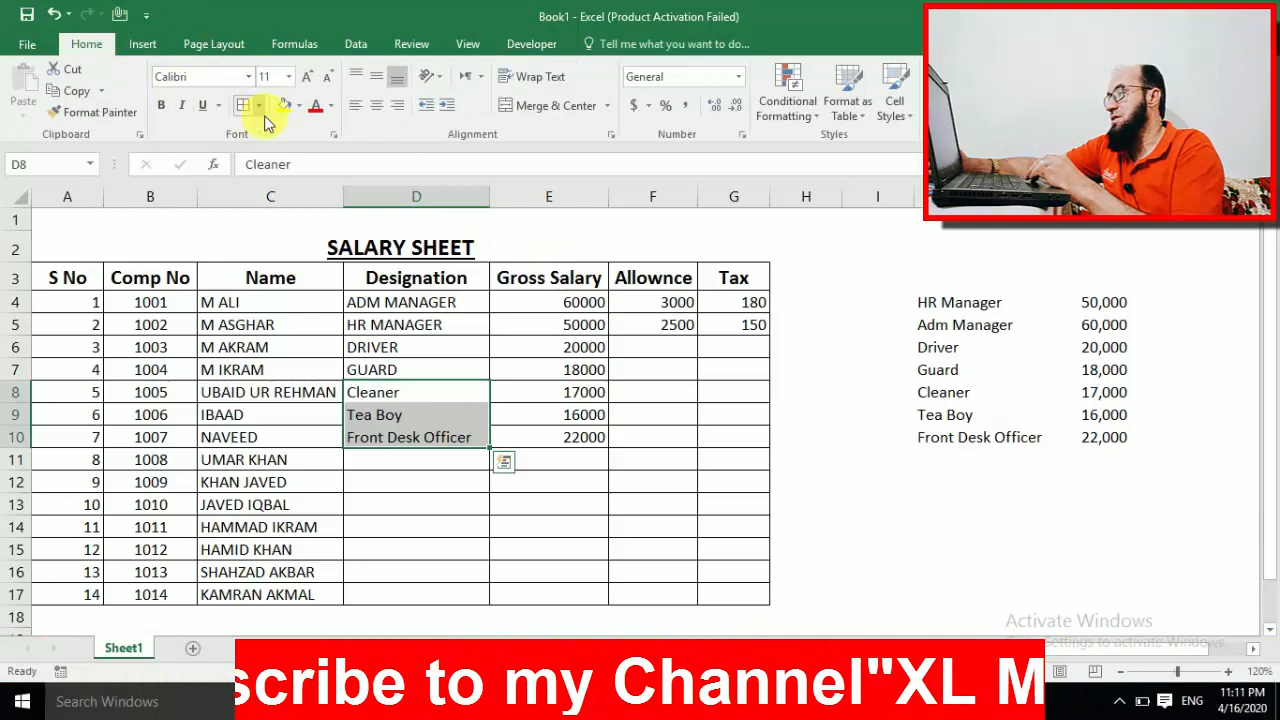 Book1 - Excel (Product Activation Failed)
File Home Insert Page Layout Formulas Data Review View Developer Tell me what you want to do...
Cut
Copy
Format Painter
Paste
Clipboard
Calibri 11
B I U A
Font
Wrap Text
Merge & Center
Alignment
General
$ % ,
Number
Conditional Formatting
Format as Table
Cell Styles
Styles
D8 fx Cleaner
A B C D E F G H I
1
2 SALARY SHEET
3 S No Comp No Name Designation Gross Salary Allownce Tax
4 1 1001 M ALI ADM MANAGER 60000 3000 180 HR Manager 50,000
5 2 1002 M ASGHAR HR MANAGER 50000 2500 150 Adm Manager 60,000
6 3 1003 M AKRAM DRIVER 20000 Driver 20,000
7 4 1004 M IKRAM GUARD 18000 Guard 18,000
8 5 1005 UBAID UR REHMAN Cleaner 17000 Cleaner 17,000
9 6 1006 IBAAD Tea Boy 16000 Tea Boy 16,000
10 7 1007 NAVEED Front Desk Officer 22000 Front Desk Officer 22,000
11 8 1008 UMAR KHAN
12 9 1009 KHAN JAVED
13 10 1010 JAVED IQBAL
14 11 1011 HAMMAD IKRAM
15 12 1012 HAMID KHAN
16 13 1013 SHAHZAD AKBAR
17 14 1014 KAMRAN AKMAL
18
Activate Windows
Settings to activate Windows.
Sheet1
scribe to my Channel"XL M
Ready 120%
Search Windows ENG 11:11 PM
4/16/2020